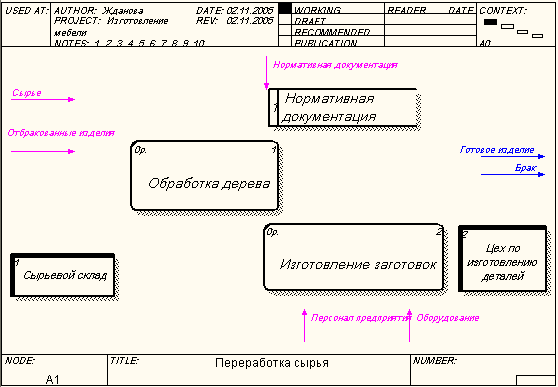 USED AT: AUTHOR: Жданова DATE: 02.11.2005 WORKING READER DATE CONTEXT:
PROJECT: Изготовление мебели REV: 02.11.2005 DRAFT
RECOMMENDED
NOTES: 1 2 3 4 5 6 7 8 9 10 PUBLICATION A0
Нормативная документация
Сырье
1 Нормативная
документация
Отбракованные изделия
0р. 1
Обработка дерева
Готовое изделие
Брак
0р. 2
Изготовление заготовок
2
Цех по
изготовлению
деталей
1
Сырьевой склад
Персонал предприяти
Оборудование
NODE: TITLE: NUMBER:
A1 Переработка сырья